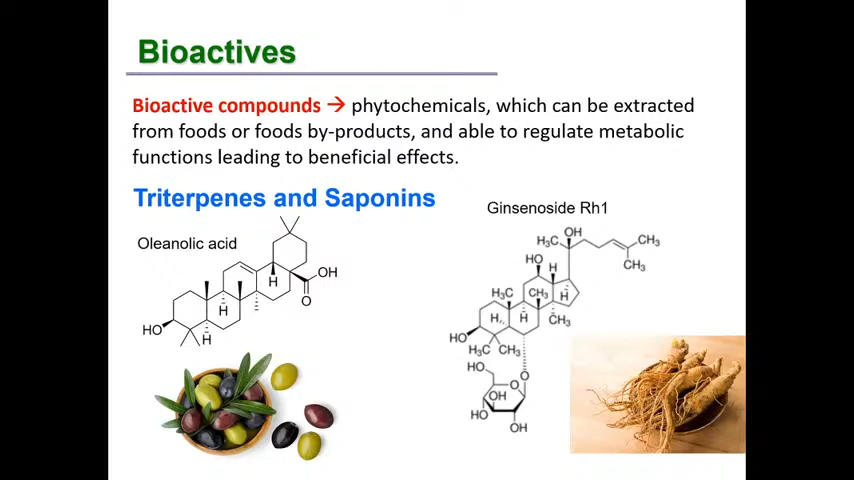 Bioactives
Bioactive compounds → phytochemicals, which can be extracted
from foods or foods by-products, and able to regulate metabolic
functions leading to beneficial effects.
Triterpenes and Saponins
Ginsenoside Rh1
Oleanolic acid
OH
O
H
H
HO
H
OH
H₃C
CH₃
CH₃
HO
H
H₃C
CH₃
H
H
H
CH₃
HO
H₃C CH₃
HO
O
O
OH
HO
OH